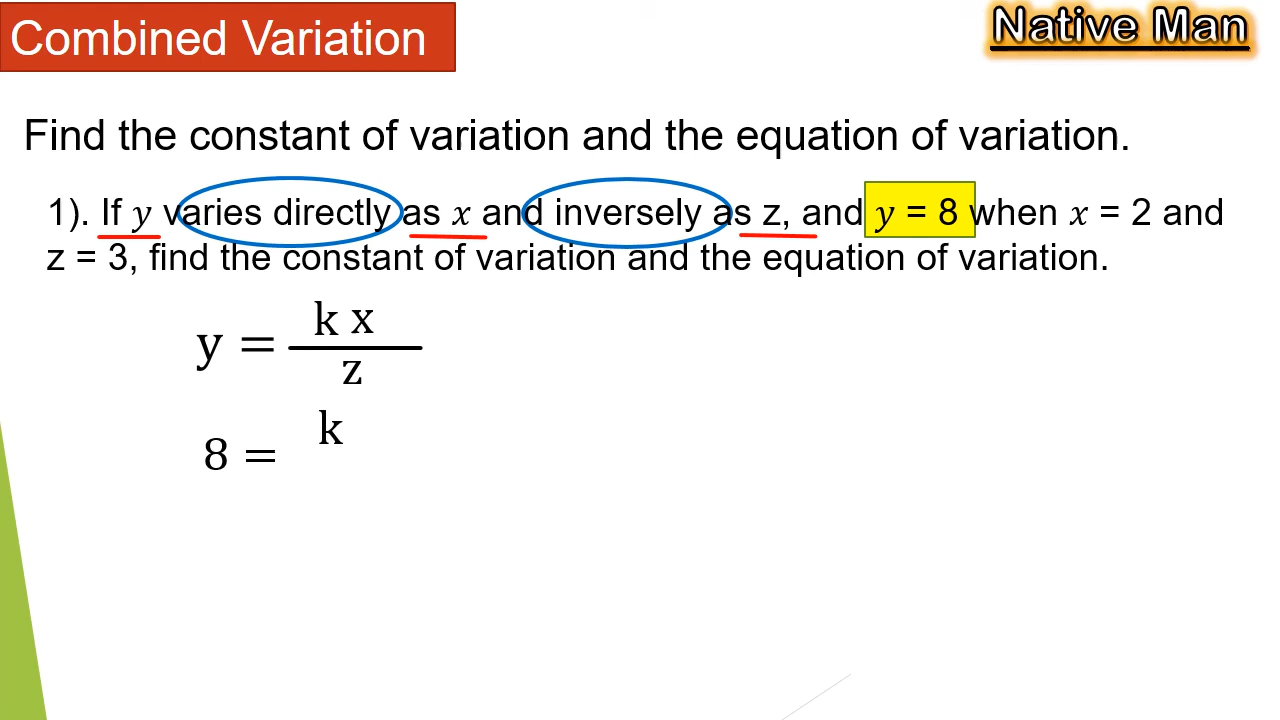 Combined Variation
Native Man
Find the constant of variation and the equation of variation.
1). If y varies directly as x and inversely as z, and y = 8 when x = 2 and
z = 3, find the constant of variation and the equation of variation.
k x
y =
z
k
8 =